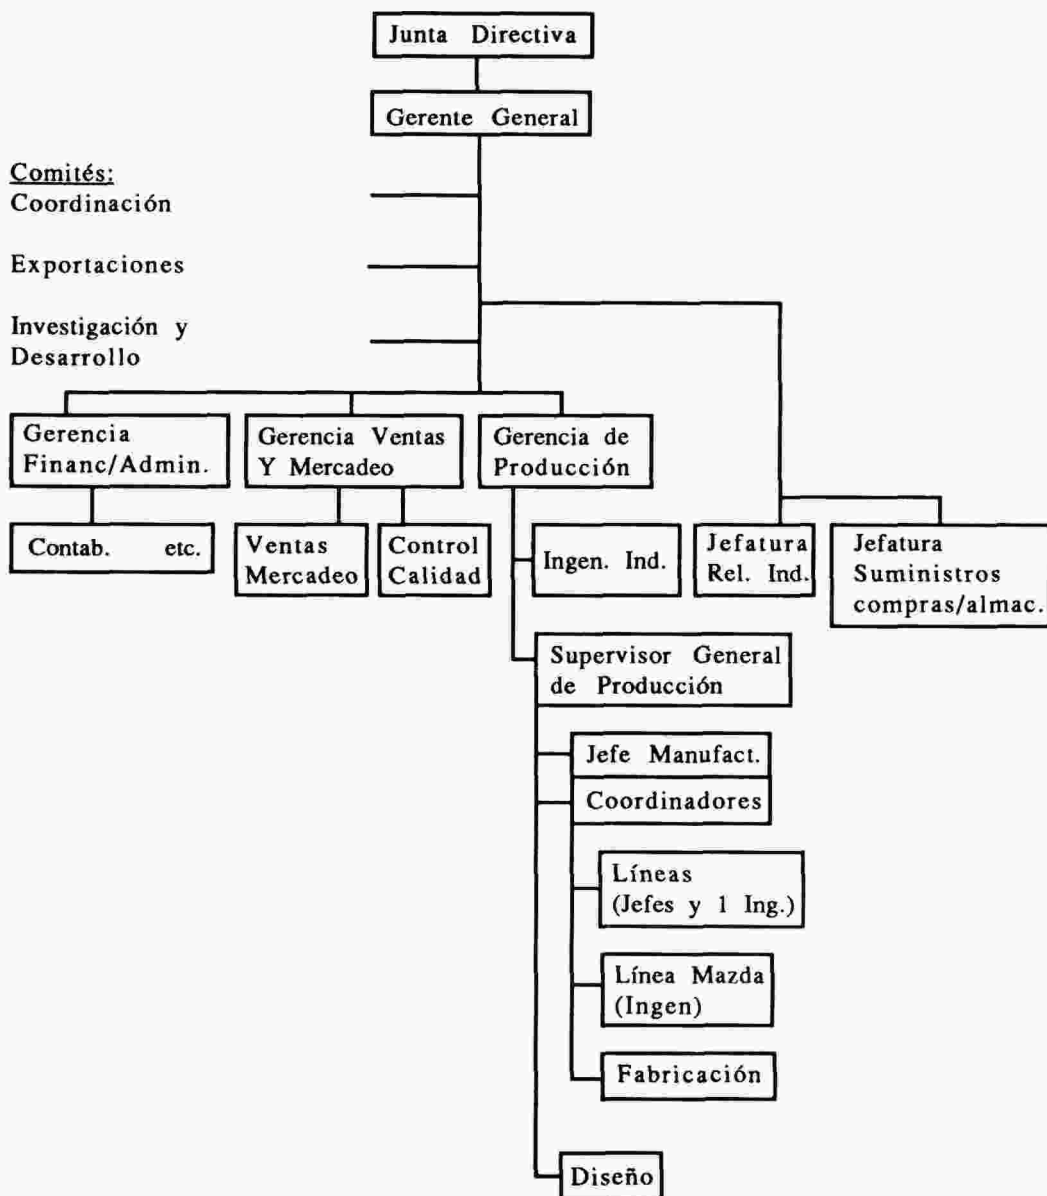 Junta Directiva
Gerente General
Comités:
Coordinación
Exportaciones
Investigación y
Desarrollo
Gerencia
Financ/Admin.
Gerencia Ventas
Y Mercadeo
Gerencia de
Producción
Contab. etc.
Ventas
Mercadeo
Control
Calidad
Ingen. Ind.
Jefatura
Rel. Ind.
Jefatura
Suministros
compras/almac.
Supervisor General
de Producción
Jefe Manufact.
Coordinadores
Líneas
(Jefes y 1 Ing.)
Línea Mazda
(Ingen)
Fabricación
Diseño